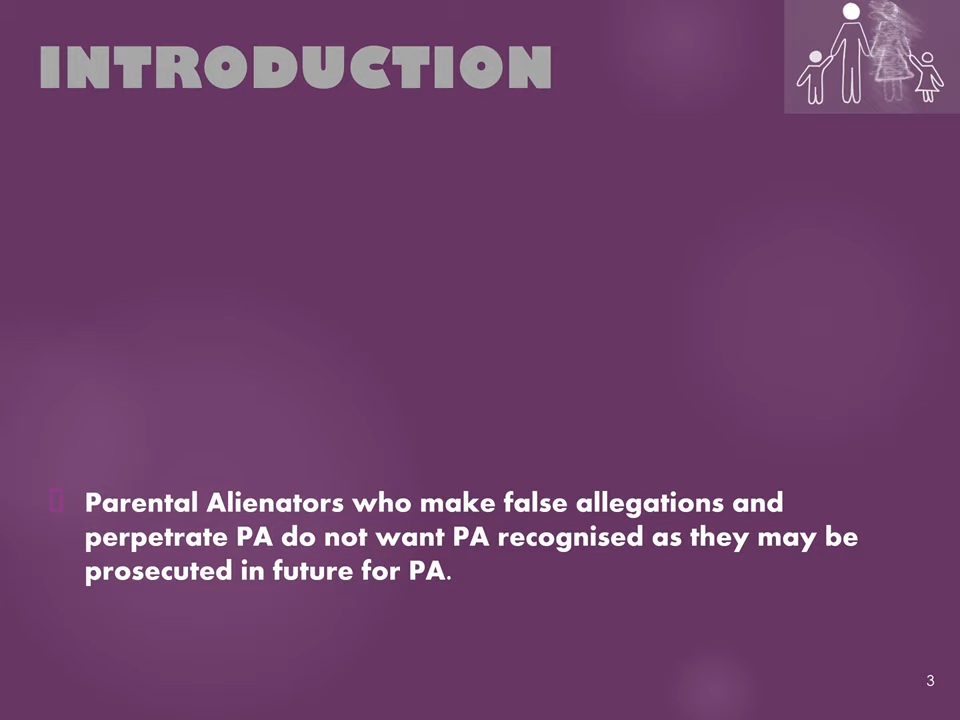 INTRODUCTION
Parental Alienators who make false allegations and
perpetrate PA do not want PA recognised as they may be
prosecuted in future for PA.
3